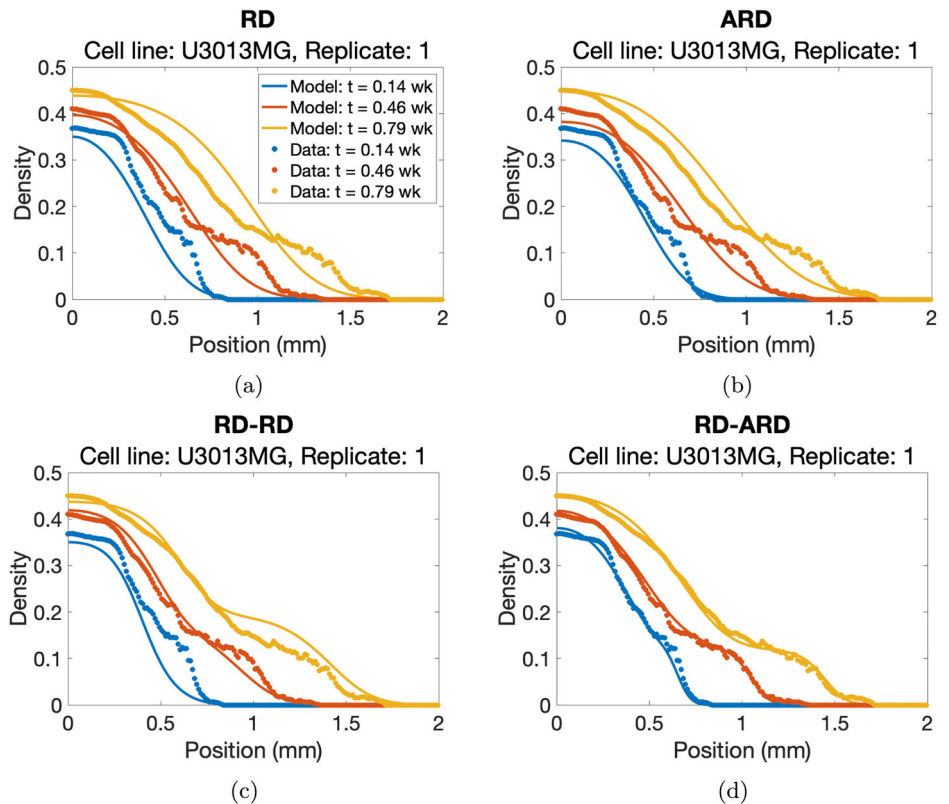 RD
Cell line: U3013MG, Replicate: 1
0.5
0.4
0.3
0.2
0.1
0
Density
Model: t = 0.14 wk
Model: t = 0.46 wk
Model: t = 0.79 wk
Data: t = 0.14 wk
Data: t = 0.46 wk
Data: t = 0.79 wk
0 0.5 1 1.5 2
Position (mm)
(a)
ARD
Cell line: U3013MG, Replicate: 1
0.5
0.4
0.3
0.2
0.1
0
Density
0 0.5 1 1.5 2
Position (mm)
(b)
RD-RD
Cell line: U3013MG, Replicate: 1
0.5
0.4
0.3
0.2
0.1
0
Density
0 0.5 1 1.5 2
Position (mm)
(c)
RD-ARD
Cell line: U3013MG, Replicate: 1
0.5
0.4
0.3
0.2
0.1
0
Density
0 0.5 1 1.5 2
Position (mm)
(d)